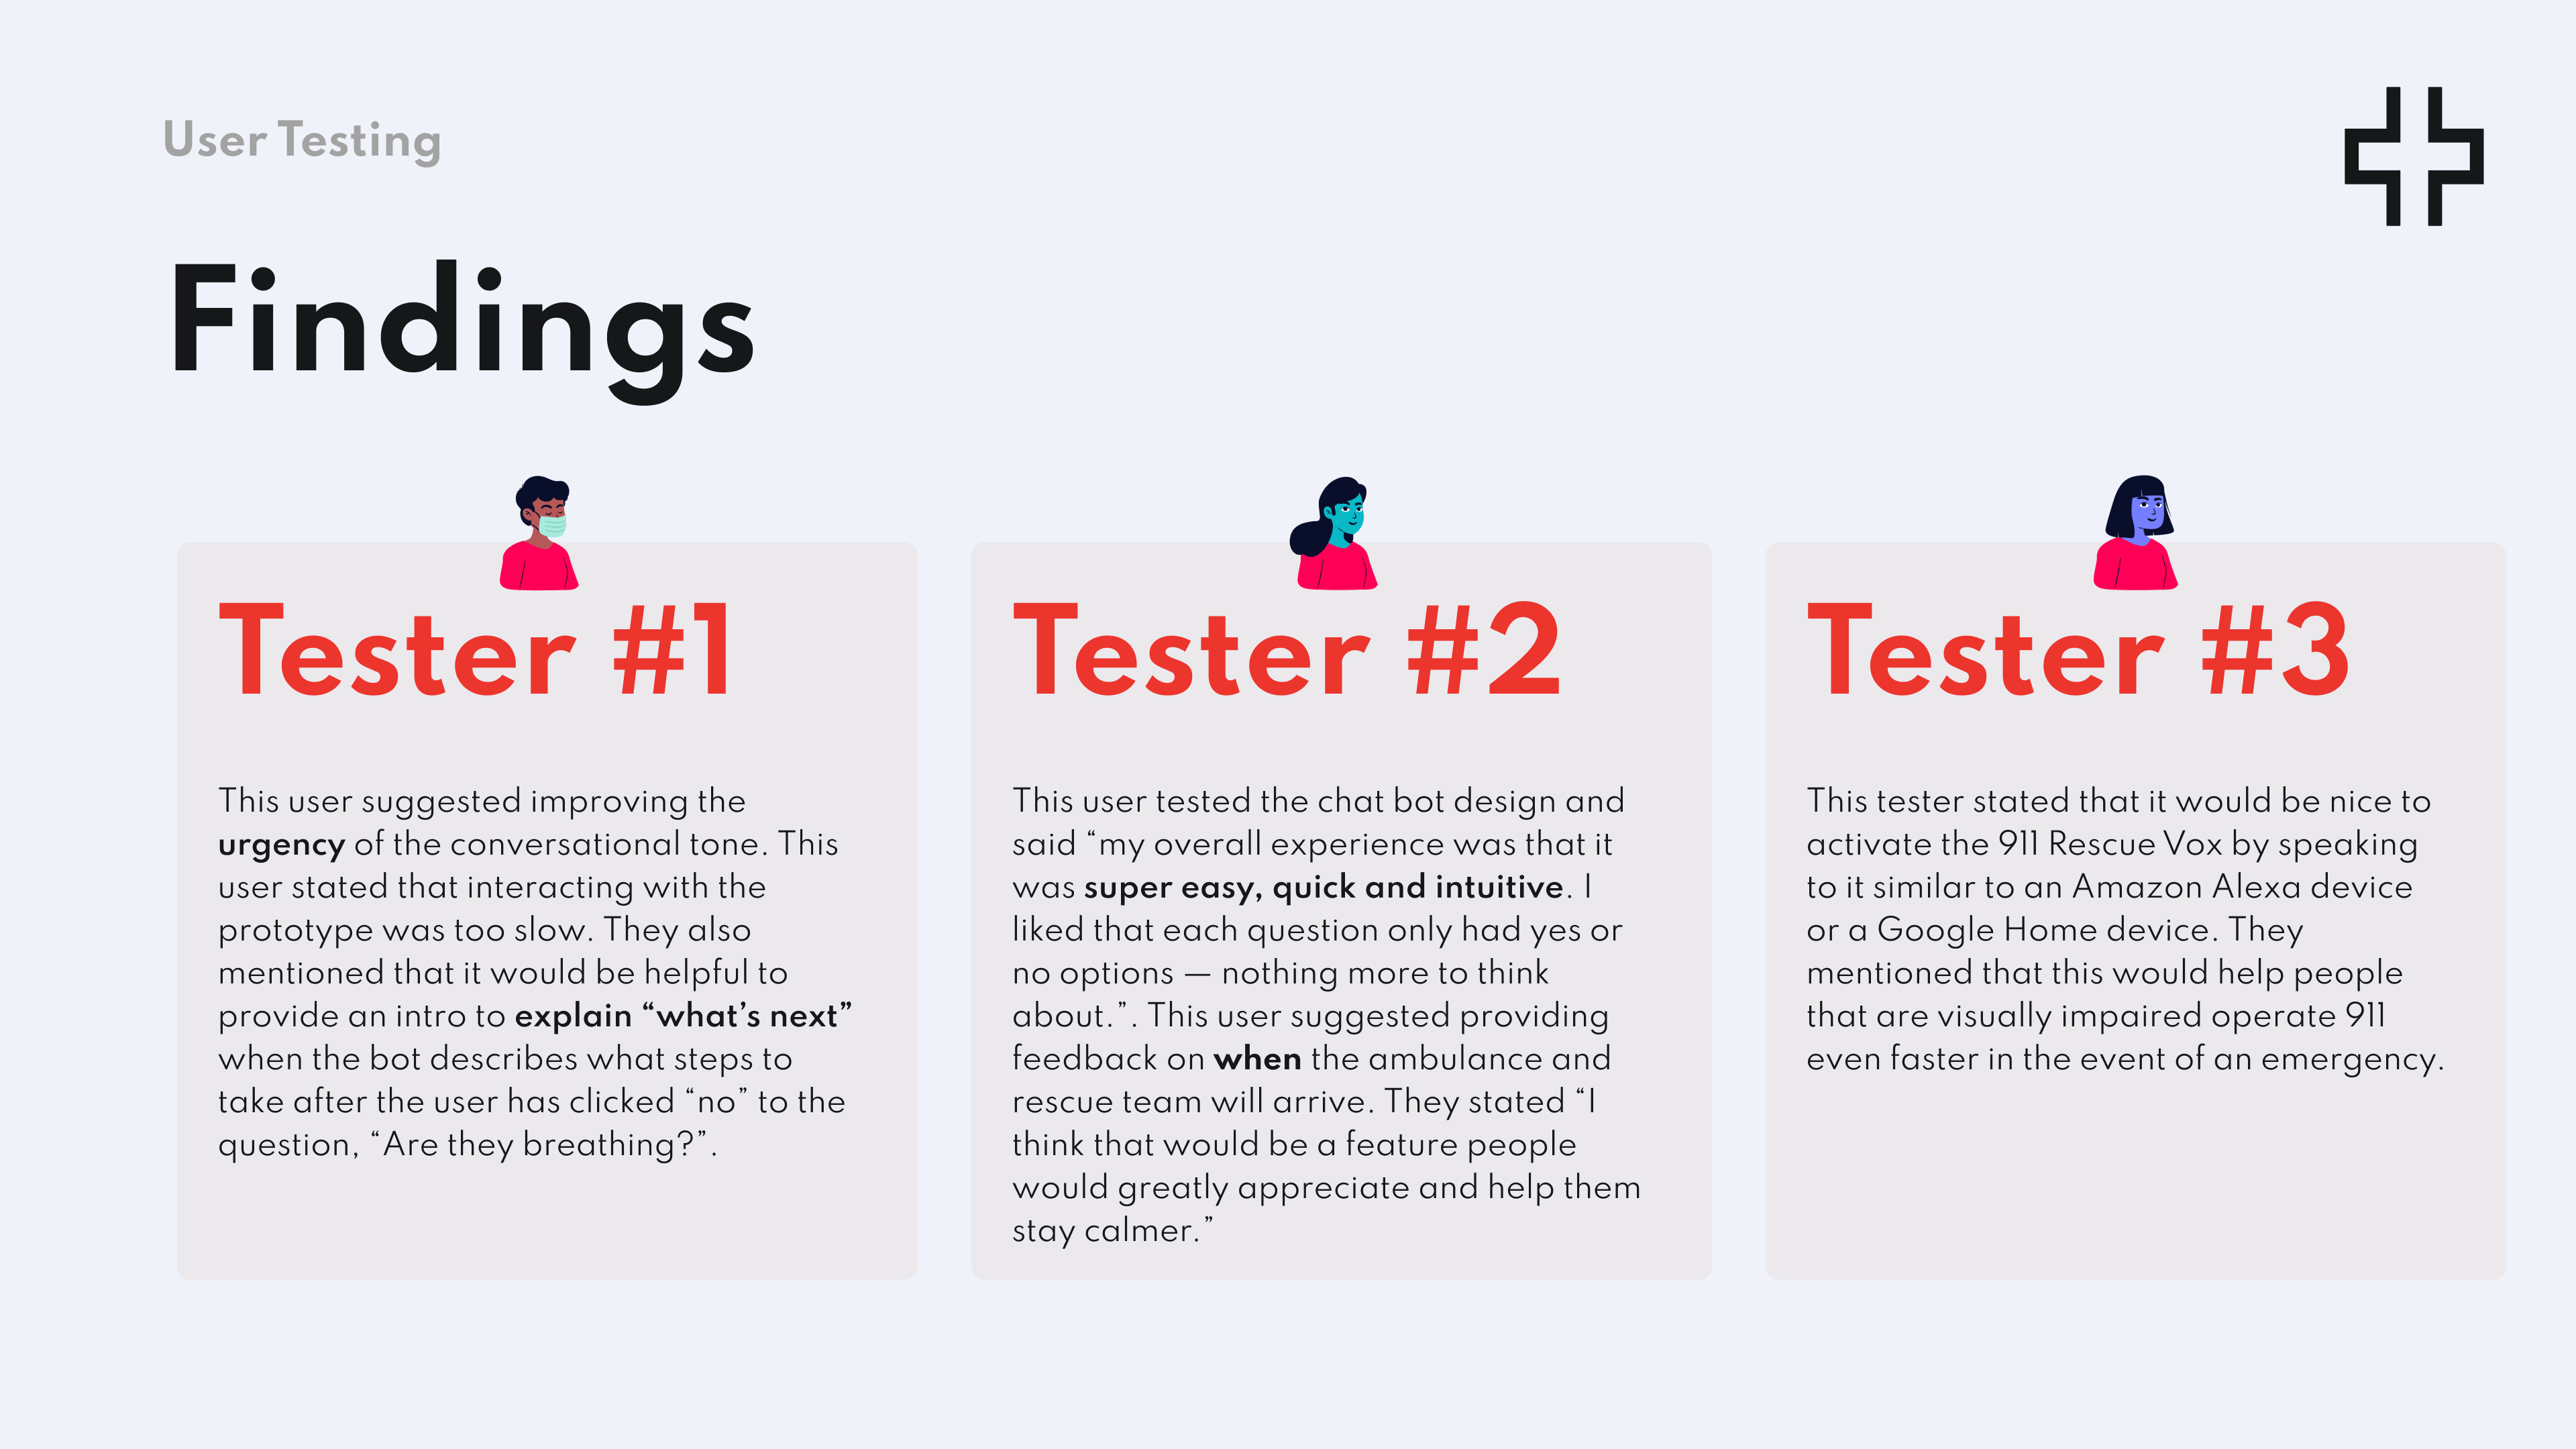 User Testing
Findings
Tester #1
This user suggested improving the
urgency of the conversational tone. This
user stated that interacting with the
prototype was too slow. They also
mentioned that it would be helpful to
provide an intro to explain “what’s next”
when the bot describes what steps to
take after the user has clicked “no” to the
question, “Are they breathing?”.
Tester #2
This user tested the chat bot design and
said “my overall experience was that it
was super easy, quick and intuitive. I
liked that each question only had yes or
no options — nothing more to think
about.”. This user suggested providing
feedback on when the ambulance and
rescue team will arrive. They stated “I
think that would be a feature people
would greatly appreciate and help them
stay calmer.”
Tester #3
This tester stated that it would be nice to
activate the 911 Rescue Vox by speaking
to it similar to an Amazon Alexa device
or a Google Home device. They
mentioned that this would help people
that are visually impaired operate 911
even faster in the event of an emergency.